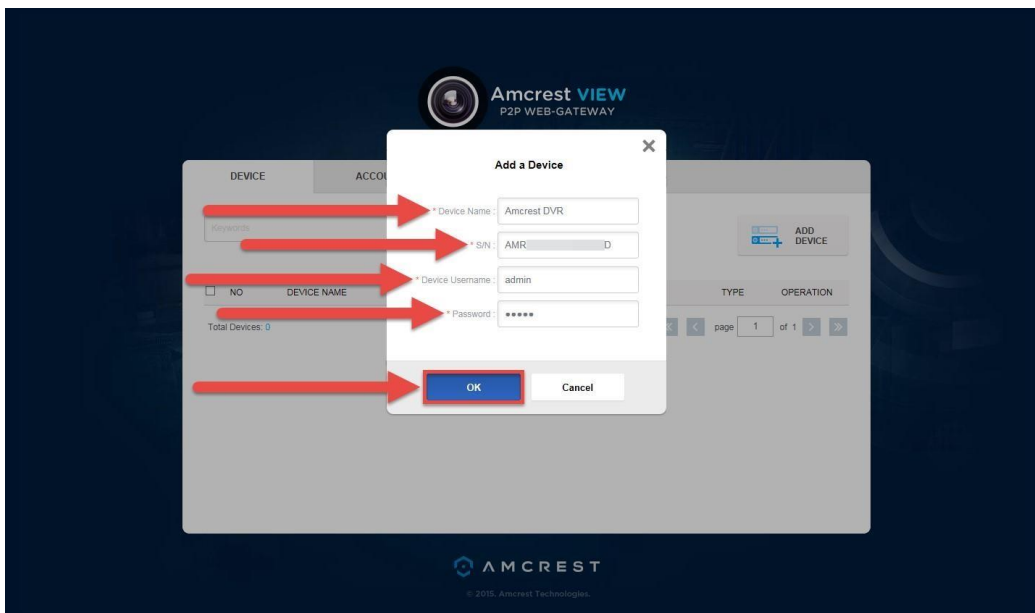 Amcrest VIEW
P2P WEB-GATEWAY
Add a Device
DEVICE
* Device Name : Amcrest DVR
Keywords
ADD
DEVICE
* S/N : AMR D
* Device Username : admin
NO DEVICE NAME TYPE OPERATION
* Password : •••••
Total Devices: 0
page 1 of 1
OK Cancel
AMCREST
© 2015. Amcrest Technologies.